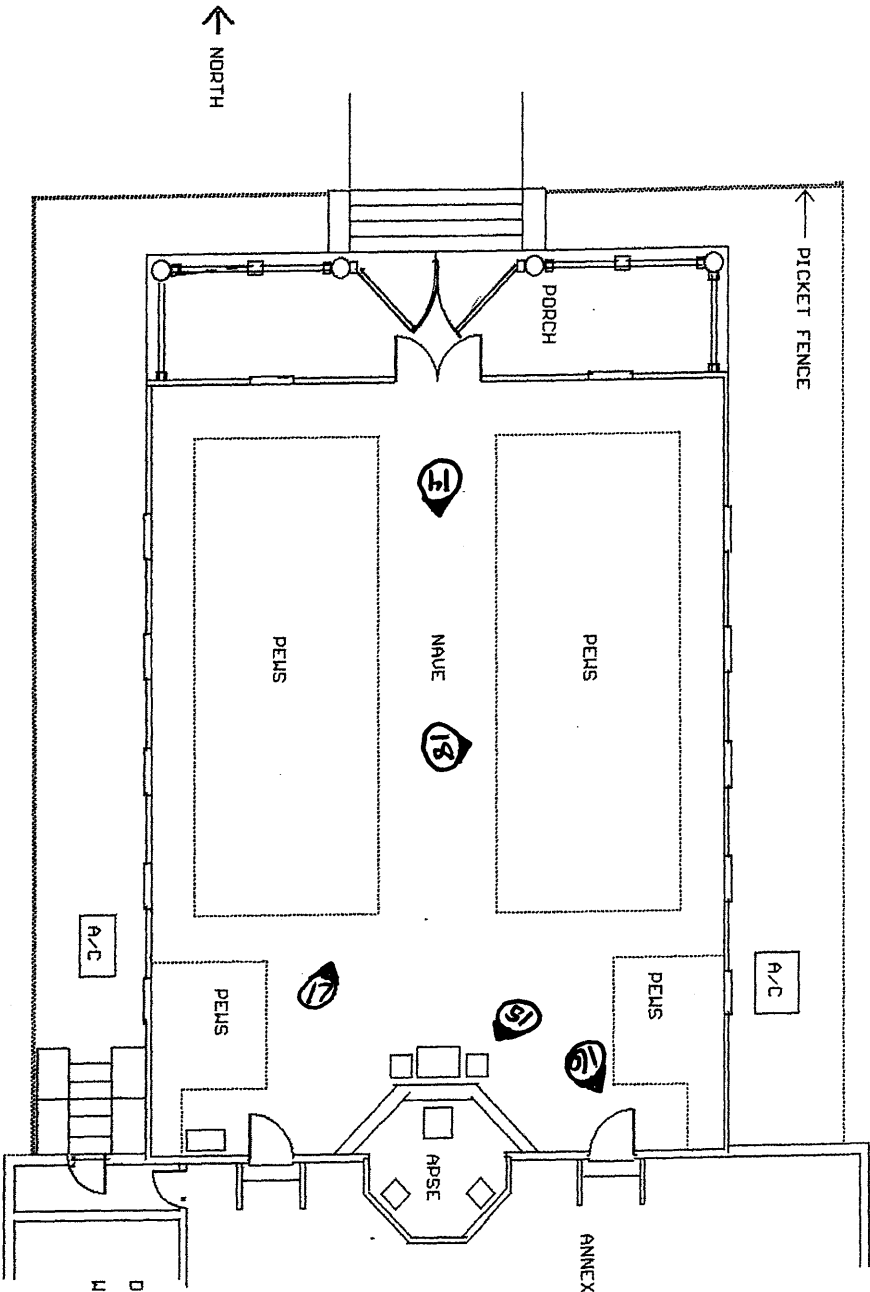 NORTH
PICKET FENCE
PORCH
14
PEWS
NAVE
PEWS
18
A/C
PEWS
17
15
16
PEWS
A/C
APSE
ANNEX
D
W